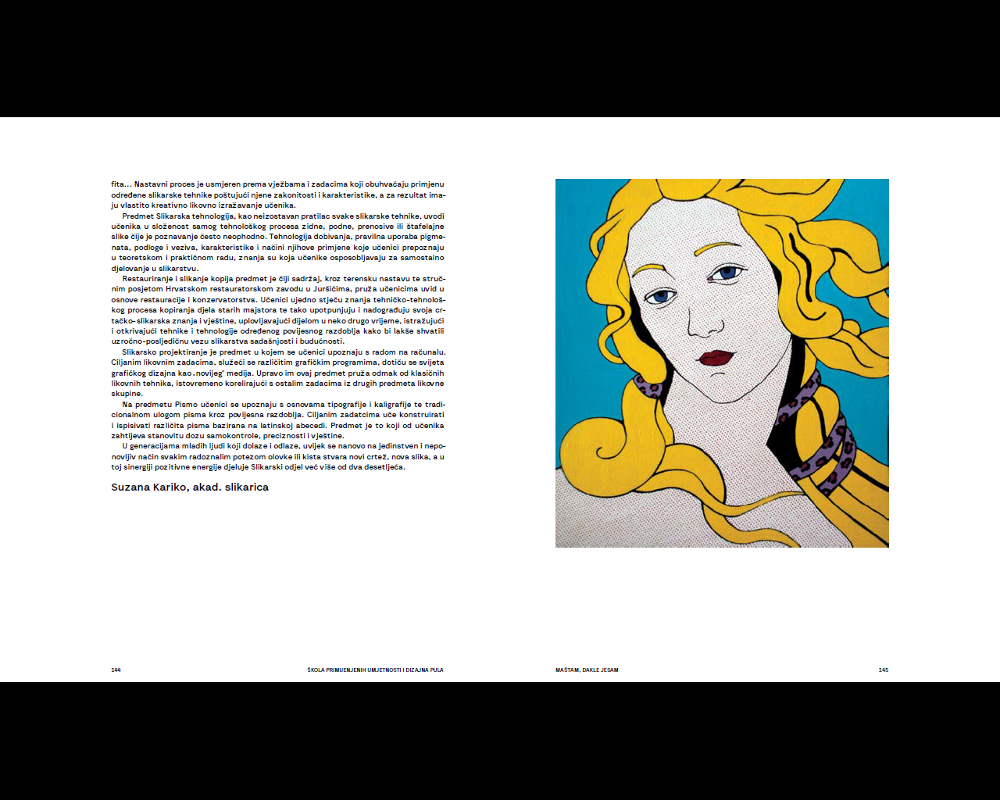 fita... Nastavni proces je usmjeren prema vježbama i zadacima koji obuhvaćaju primjenu
određene slikarske tehnike poštujući njene zakonitosti i karakteristike, a za rezultat ima-
ju vlastito kreativno likovno izražavanje učenika.
Predmet Slikarska tehnologija, kao neizostavan pratilac svake slikarske tehnike, uvodi
učenika u složenost samog tehnološkog procesa zidne, podne, prenosive ili štafelajne
slike čije je poznavanje često neophodno. Tehnologija dobivanja, pravilna uporaba pigme-
nata, podloge i veziva, karakteristike i načini njihove primjene koje učenici prepoznaju
u teoretskom i praktičnom radu, znanja su koja učenike osposobljavaju za samostalno
djelovanje u slikarstvu.
Restauriranje i slikanje kopija predmet je čiji sadržaj, kroz terensku nastavu te struč-
nim posjetom Hrvatskom restauratorskom zavodu u Juršićima, pruža učenicima uvid u
osnove restauracije i konzervatorstva. Učenici ujedno stječu znanja tehničko-tehnološ-
kog procesa kopiranja djela starih majstora te tako upotpunjuju i nadograđuju svoja cr-
tačko-slikarska znanja i vještine, uplovljavajući dijelom u neko drugo vrijeme, istražujući
i otkrivajući tehnike i tehnologije određenog povijesnog razdoblja kako bi lakše shvatili
uzročno-posljedičnu vezu slikarstva sadašnjosti i budućnosti.
Slikarsko projektiranje je predmet u kojem se učenici upoznaju s radom na računalu.
Ciljanim likovnim zadacima, služeći se različitim grafičkim programima, dotiču se svijeta
grafičkog dizajna kao „novijeg" medija. Upravo im ovaj predmet pruža odmak od klasičnih
likovnih tehnika, istovremeno korelirajući s ostalim zadacima iz drugih predmeta likovne
skupine.
Na predmetu Pismo učenici se upoznaju s osnovama tipografije i kaligrafije te tradi-
cionalnom ulogom pisma kroz povijesna razdoblja. Ciljanim zadatcima uče konstruirati
i ispisivati različita pisma bazirana na latinskoj abecedi. Predmet je to koji od učenika
zahtijeva stanovitu dozu samokontrole, preciznosti i vještine.
U generacijama mladih ljudi koji dolaze i odlaze, uvijek se nanovo na jedinstven i nepo-
novljiv način svakim radoznalim potezom olovke ili kista stvara novi crtež, nova slika, a u
toj sinergiji pozitivne energije djeluje Slikarski odjel već više od dva desetljeća.
Suzana Kariko, akad. slikarica
144
ŠKOLA PRIMIJENJENIH UMJETNOSTI I DIZAJNA PULA
MAŠTAM, DAKLE JESAM
145